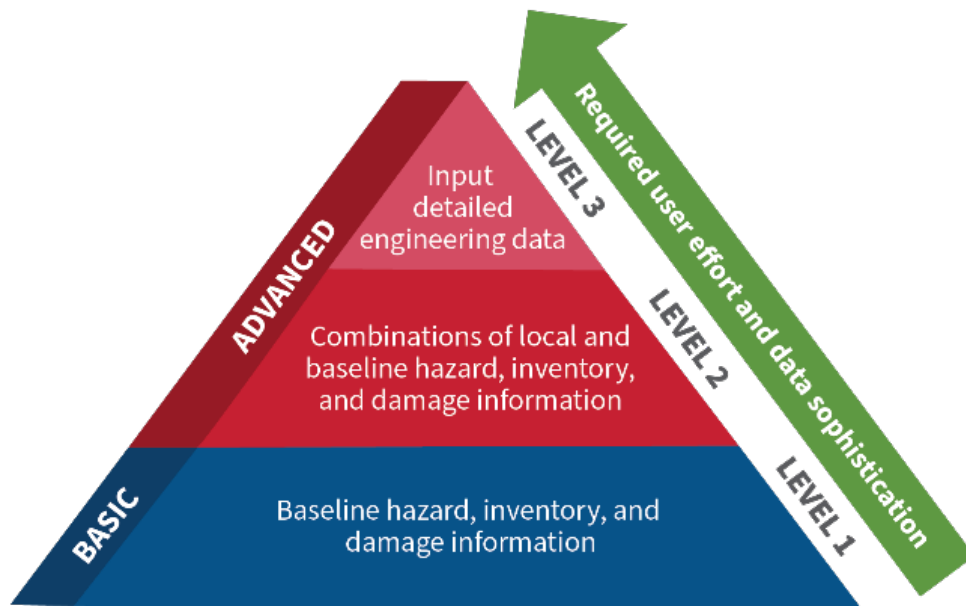 Input
detailed
engineering data
LEVEL 3
ADVANCED
Combinations of local and
baseline hazard, inventory,
and damage information
LEVEL 2
Baseline hazard, inventory, and
damage information
BASIC
LEVEL 1
Required user effort and data sophistication